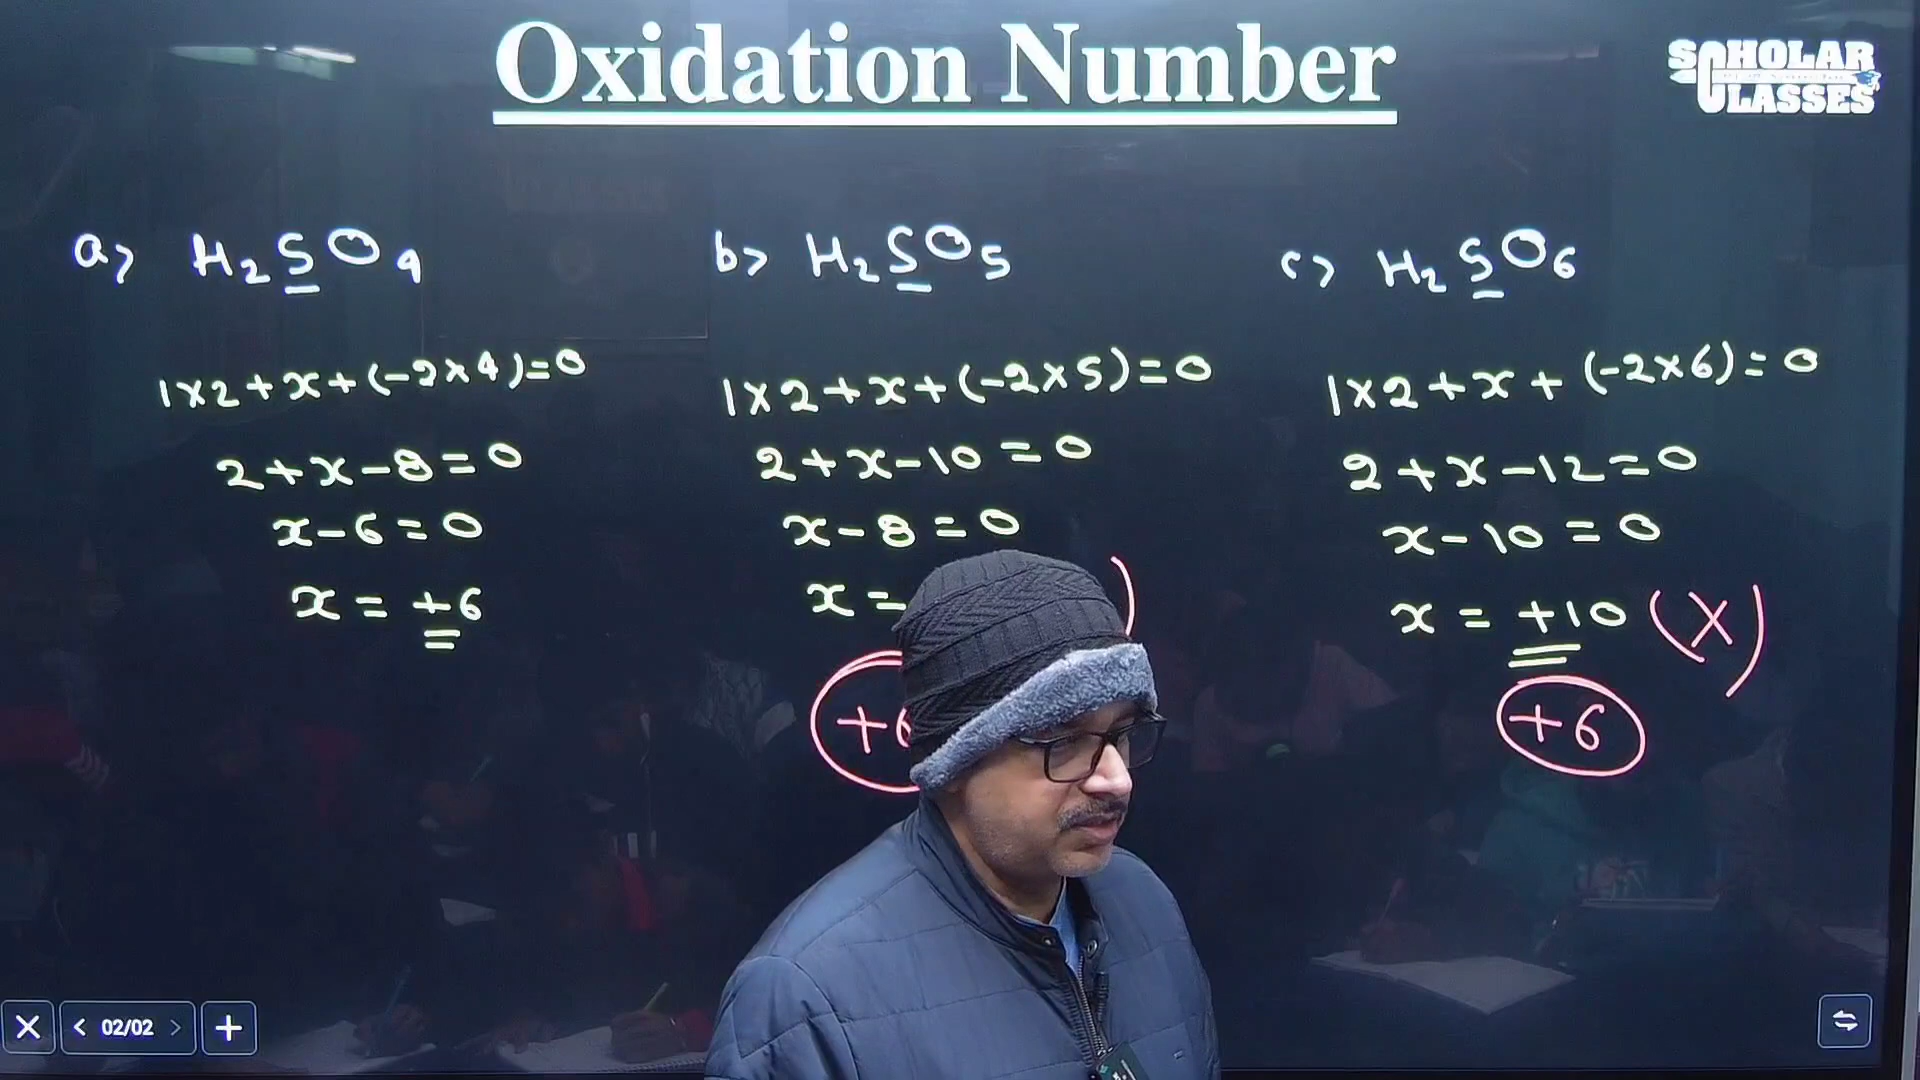 Oxidation Number
SCHOLAR
CLASSES
a) H₂SO₄
1×2+x+(-2×4)=0
2+x-8=0
x-6=0
x=+6
b) H₂SO₅
1×2+x+(-2×5)=0
2+x-10=0
x-8=0
x=
+6
c) H₂SO₆
1×2+x+(-2×6)=0
2+x-12=0
x-10=0
x=+10 (X)
+6
02/02